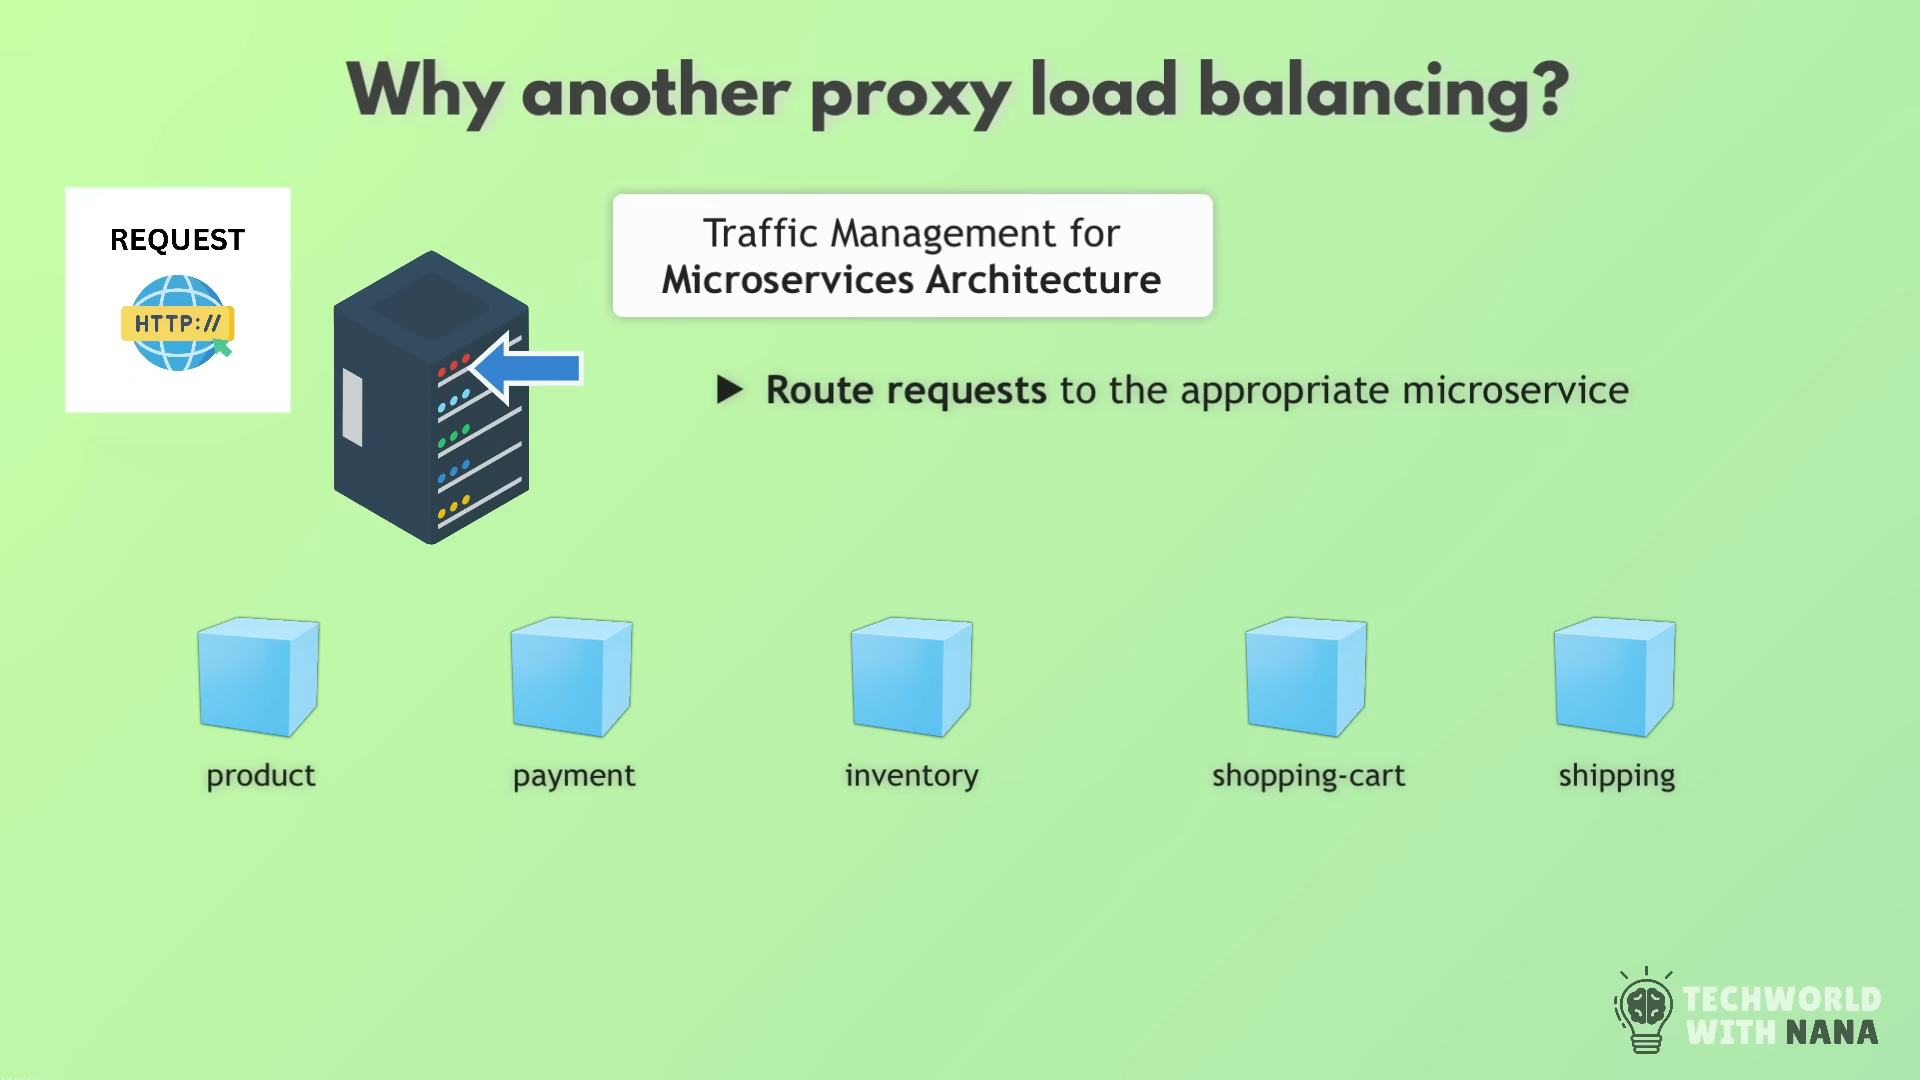 Why another proxy load balancing?
REQUEST
HTTP://
Traffic Management for
Microservices Architecture
Route requests to the appropriate microservice
product
payment
inventory
shopping-cart
shipping
TECHWORLD
WITH NANA